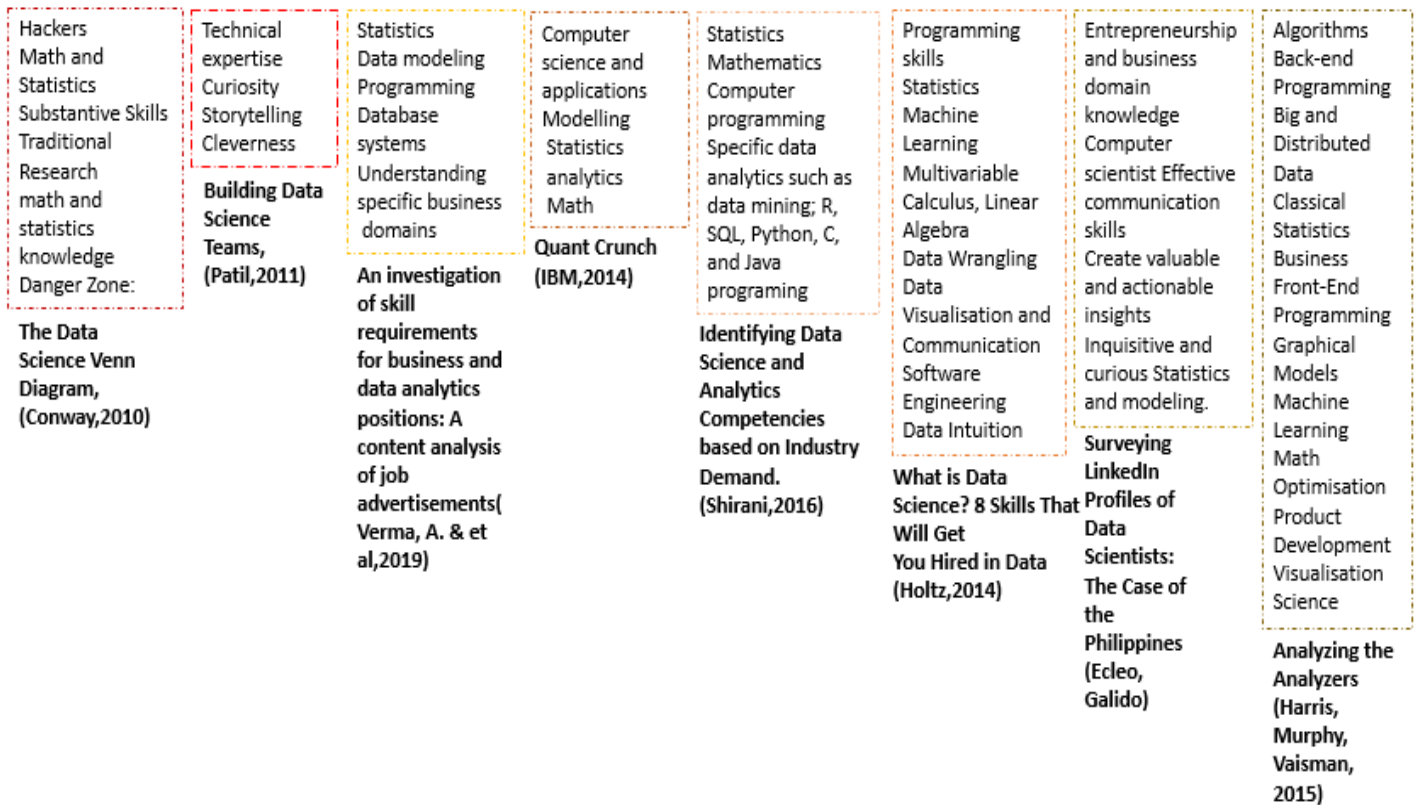 Hackers
Math and
Statistics
Substantive Skills
Traditional
Research
math and
statistics
knowledge
Danger Zone:
The Data
Science Venn
Diagram,
(Conway,2010)
Technical
expertise
Curiosity
Storytelling
Cleverness
Building Data
Science
Teams,
(Patil,2011)
Statistics
Data modeling
Programming
Database
systems
Understanding
specific business
domains
An investigation
of skill
requirements
for business and
data analytics
positions: A
content analysis
of job
advertisements(
Verma, A. & et
al,2019)
Computer
science and
applications
Modelling
Statistics
analytics
Math
Quant Crunch
(IBM,2014)
Statistics
Mathematics
Computer
programming
Specific data
analytics such as
data mining; R,
SQL, Python, C,
and Java
programing
Identifying Data
Science and
Analytics
Competencies
based on Industry
Demand.
(Shirani,2016)
Programming
skills
Statistics
Machine
Learning
Multivariable
Calculus, Linear
Algebra
Data Wrangling
Data
Visualisation and
Communication
Software
Engineering
Data Intuition
What is Data
Science? 8 Skills That
Will Get
You Hired in Data
(Holtz,2014)
Entrepreneurship
and business
domain
knowledge
Computer
scientist Effective
communication
skills
Create valuable
and actionable
insights
Inquisitive and
curious Statistics
and modeling.
Surveying
LinkedIn
Profiles of
Data
Scientists:
The Case of
the
Philippines
(Ecleo,
Galido)
Algorithms
Back-end
Programming
Big and
Distributed
Data
Classical
Statistics
Business
Front-End
Programming
Graphical
Models
Machine
Learning
Math
Optimisation
Product
Development
Visualisation
Science
Analyzing the
Analyzers
(Harris,
Murphy,
Vaisman,
2015)